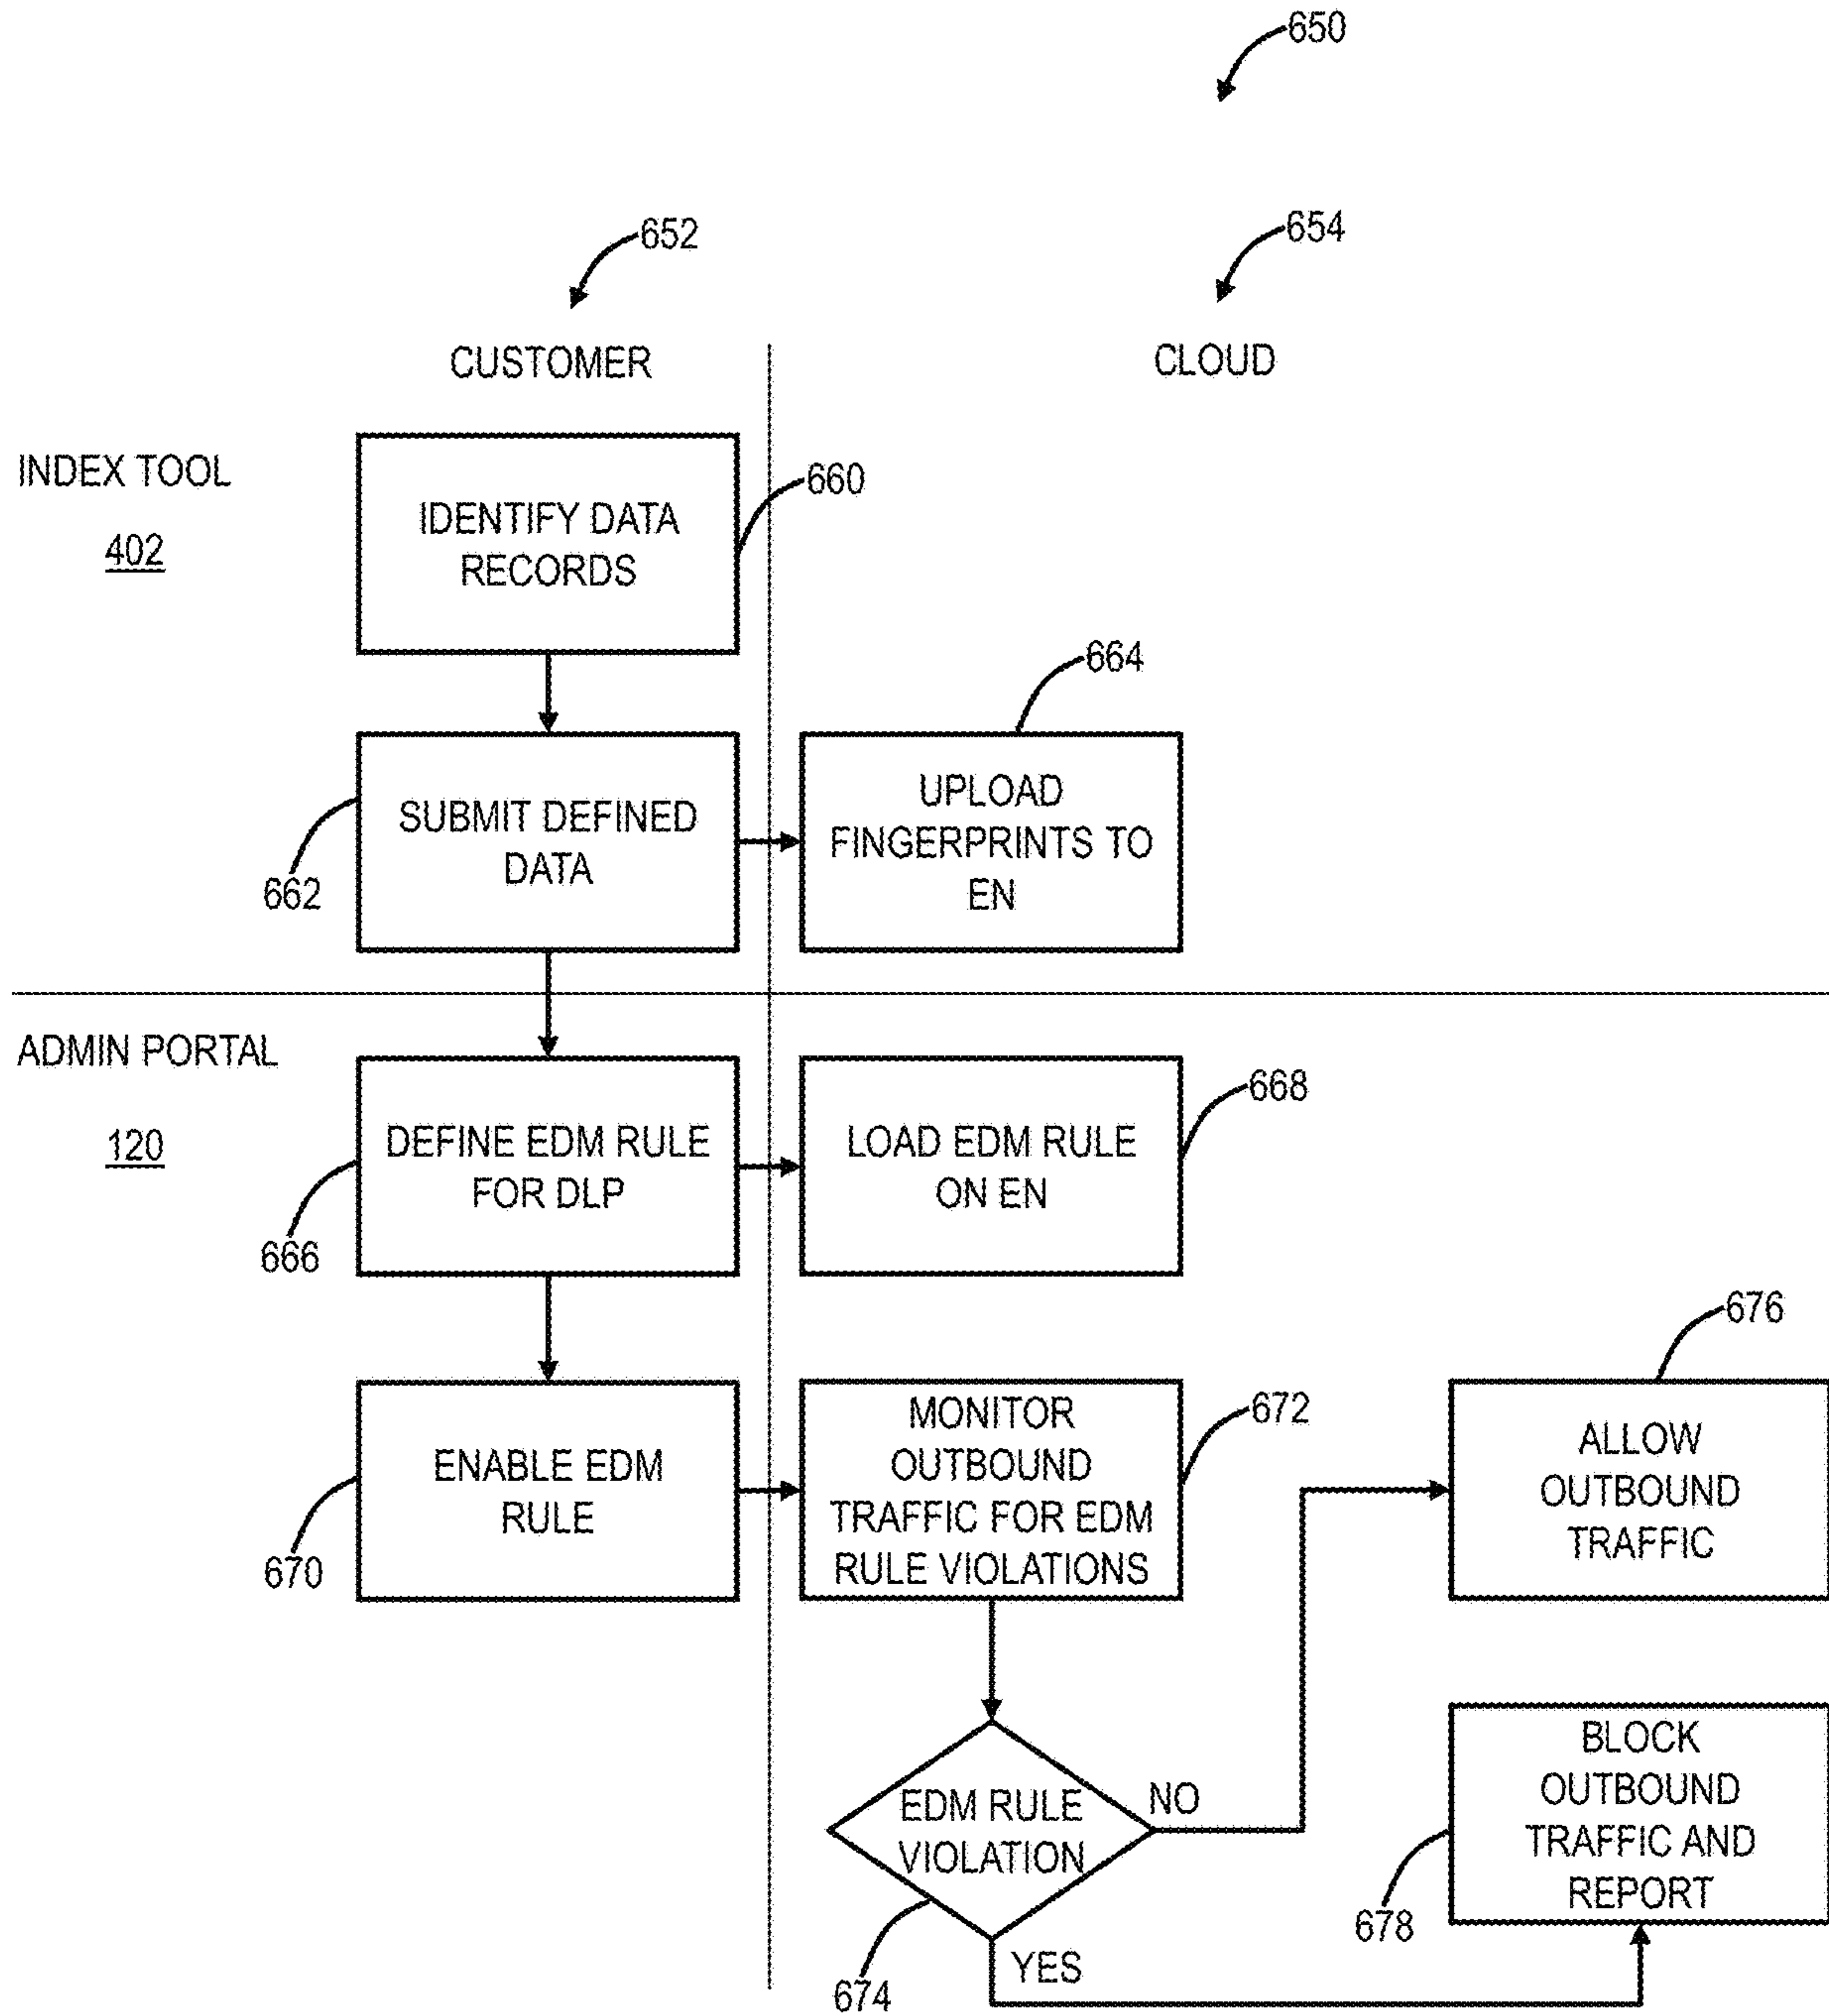 650
652
654
CUSTOMER
CLOUD
INDEX TOOL
402
IDENTIFY DATA
RECORDS
660
664
SUBMIT DEFINED
DATA
662
UPLOAD
FINGERPRINTS TO
EN
ADMIN PORTAL
120
DEFINE EDM RULE
FOR DLP
666
LOAD EDM RULE
ON EN
668
676
ENABLE EDM
RULE
670
MONITOR
OUTBOUND
TRAFFIC FOR EDM
RULE VIOLATIONS
672
ALLOW
OUTBOUND
TRAFFIC
EDM RULE
VIOLATION
NO
BLOCK
OUTBOUND
TRAFFIC AND
REPORT
678
YES
674